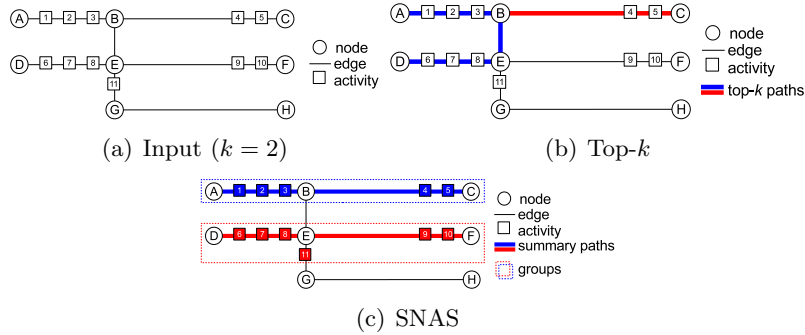 A 1 2 3 B 4 5 C
D 6 7 8 E 9 10 F
11
G H
node
edge
activity
(a) Input (k = 2)
A 1 2 3 B 4 5 C
D 6 7 8 E 9 10 F
11
G H
node
edge
activity
top-k paths
(b) Top-k
A 1 2 3 B 4 5 C
D 6 7 8 E 9 10 F
11
G H
node
edge
activity
summary paths
groups
(c) SNAS